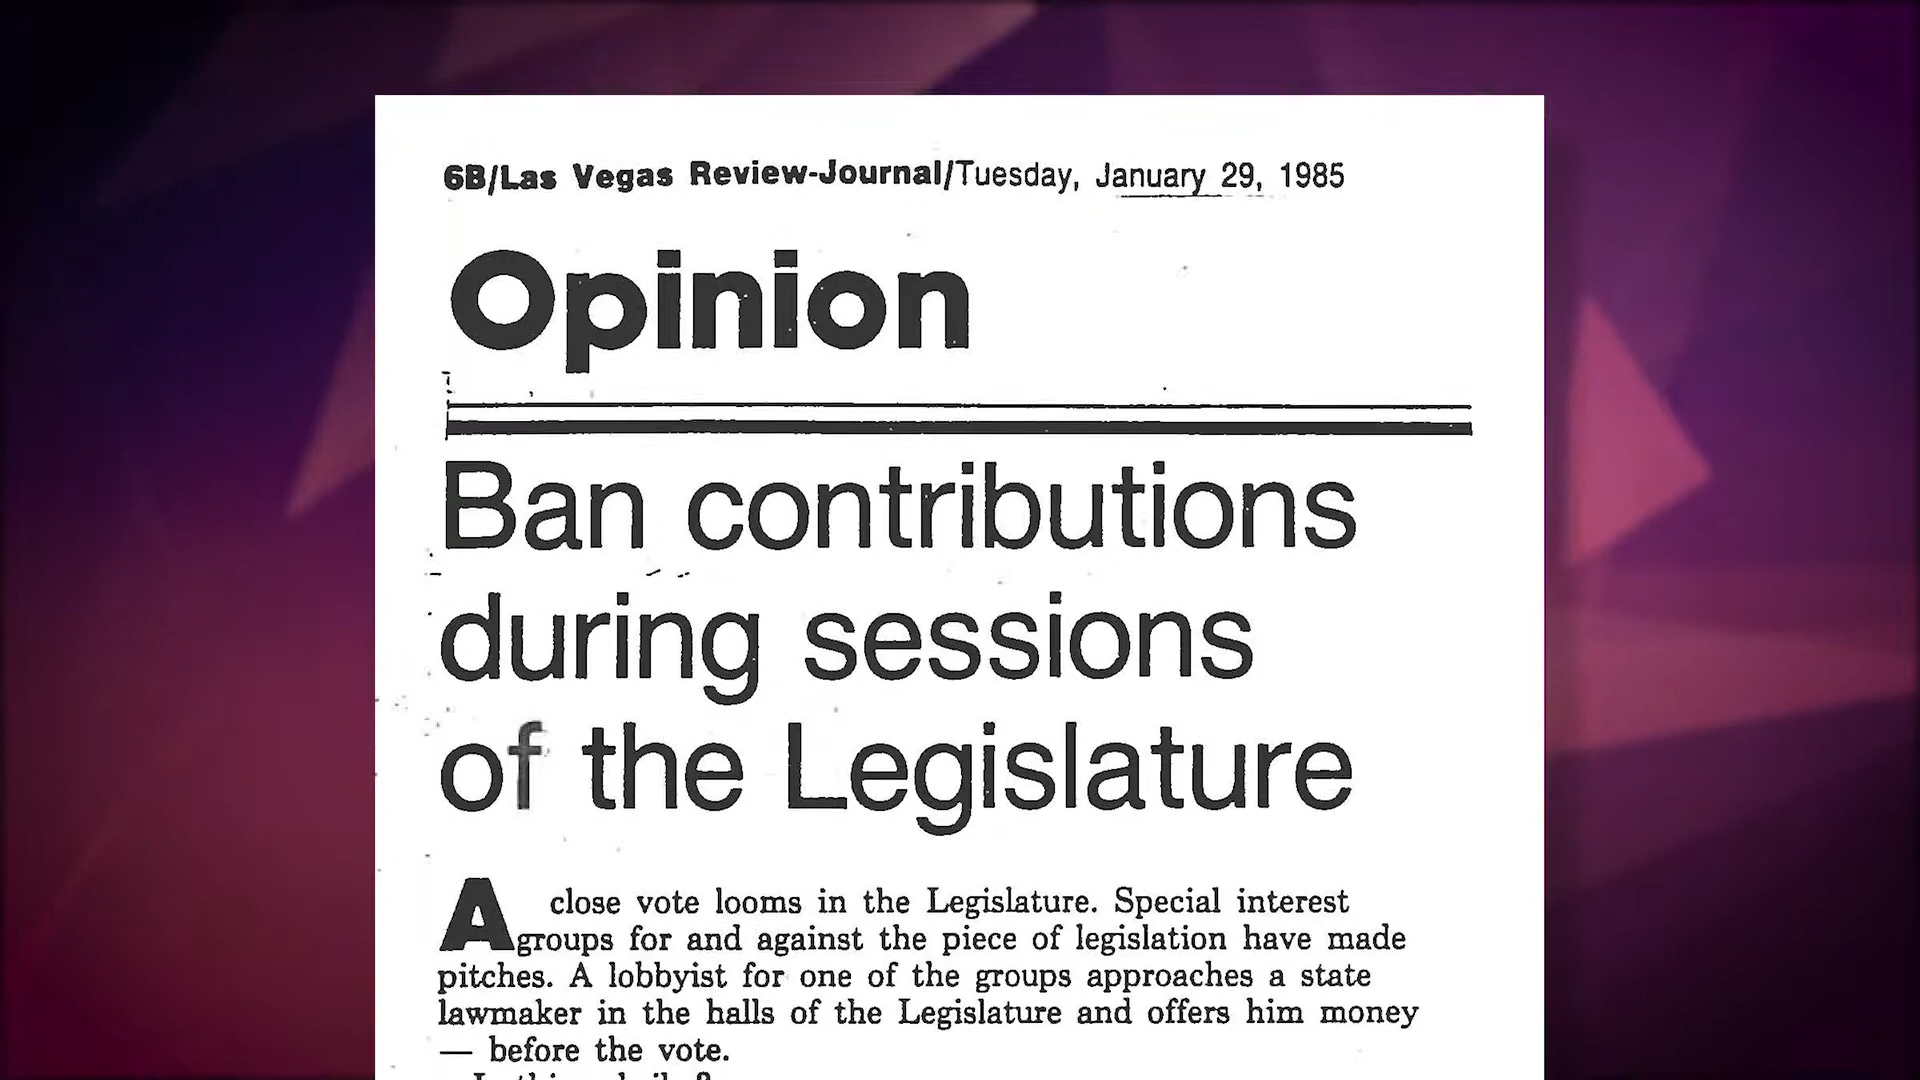 6B/Las Vegas Review-Journal/Tuesday, January 29, 1985
Opinion
Ban contributions
during sessions
of the Legislature
A close vote looms in the Legislature. Special interest
groups for and against the piece of legislation have made
pitches. A lobbyist for one of the groups approaches a state
lawmaker in the halls of the Legislature and offers him money
— before the vote.